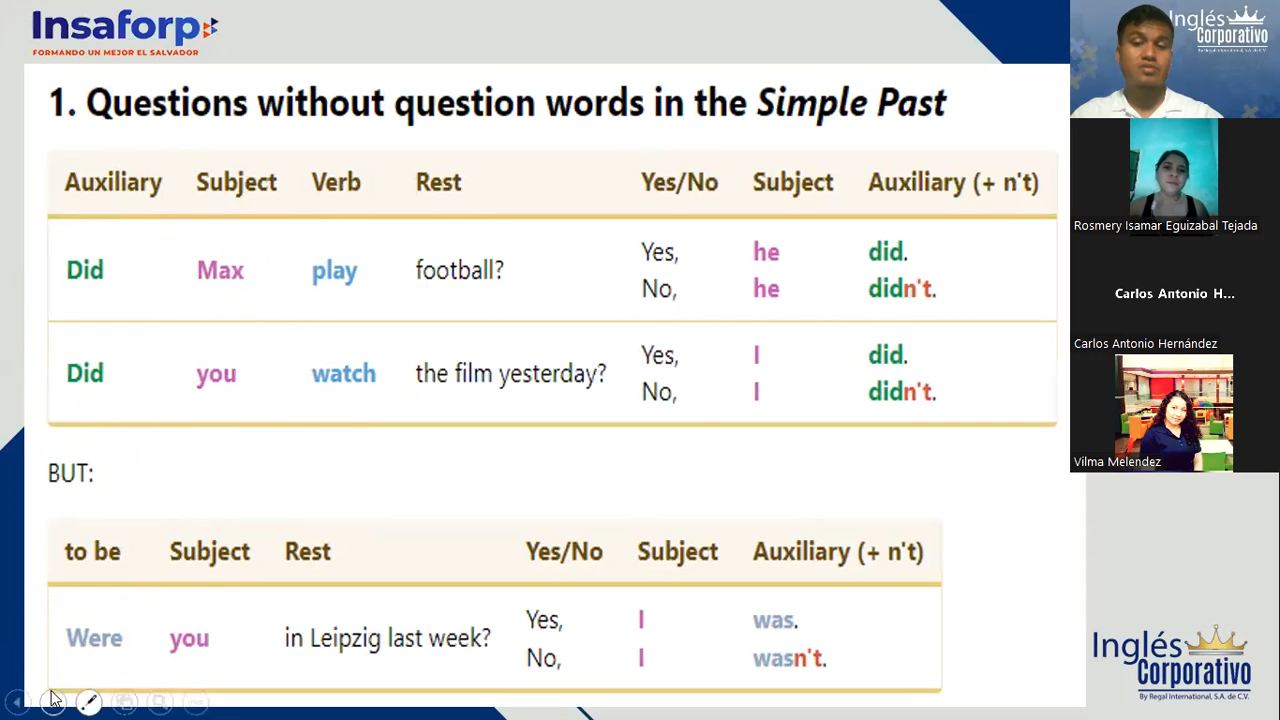 Insaforp
FORMANDO UN MEJOR EL SALVADOR
1. Questions without question words in the Simple Past
Auxiliary Subject Verb Rest Yes/No Subject Auxiliary (+ n't)
Did Max play football? Yes, he did.
No, he didn't.
Did you watch the film yesterday? Yes, I did.
No, I didn't.
BUT:
to be Subject Rest Yes/No Subject Auxiliary (+ n't)
Were you in Leipzig last week? Yes, I was.
No, I wasn't.
Inglés
Corporativo
By Regal International, S.A. de C.V.
Rosmery Isamar Eguizabal Tejada
Carlos Antonio H...
Carlos Antonio Hernández
Vilma Melendez
Inglés
Corporativo
By Regal International, S.A. de C.V.